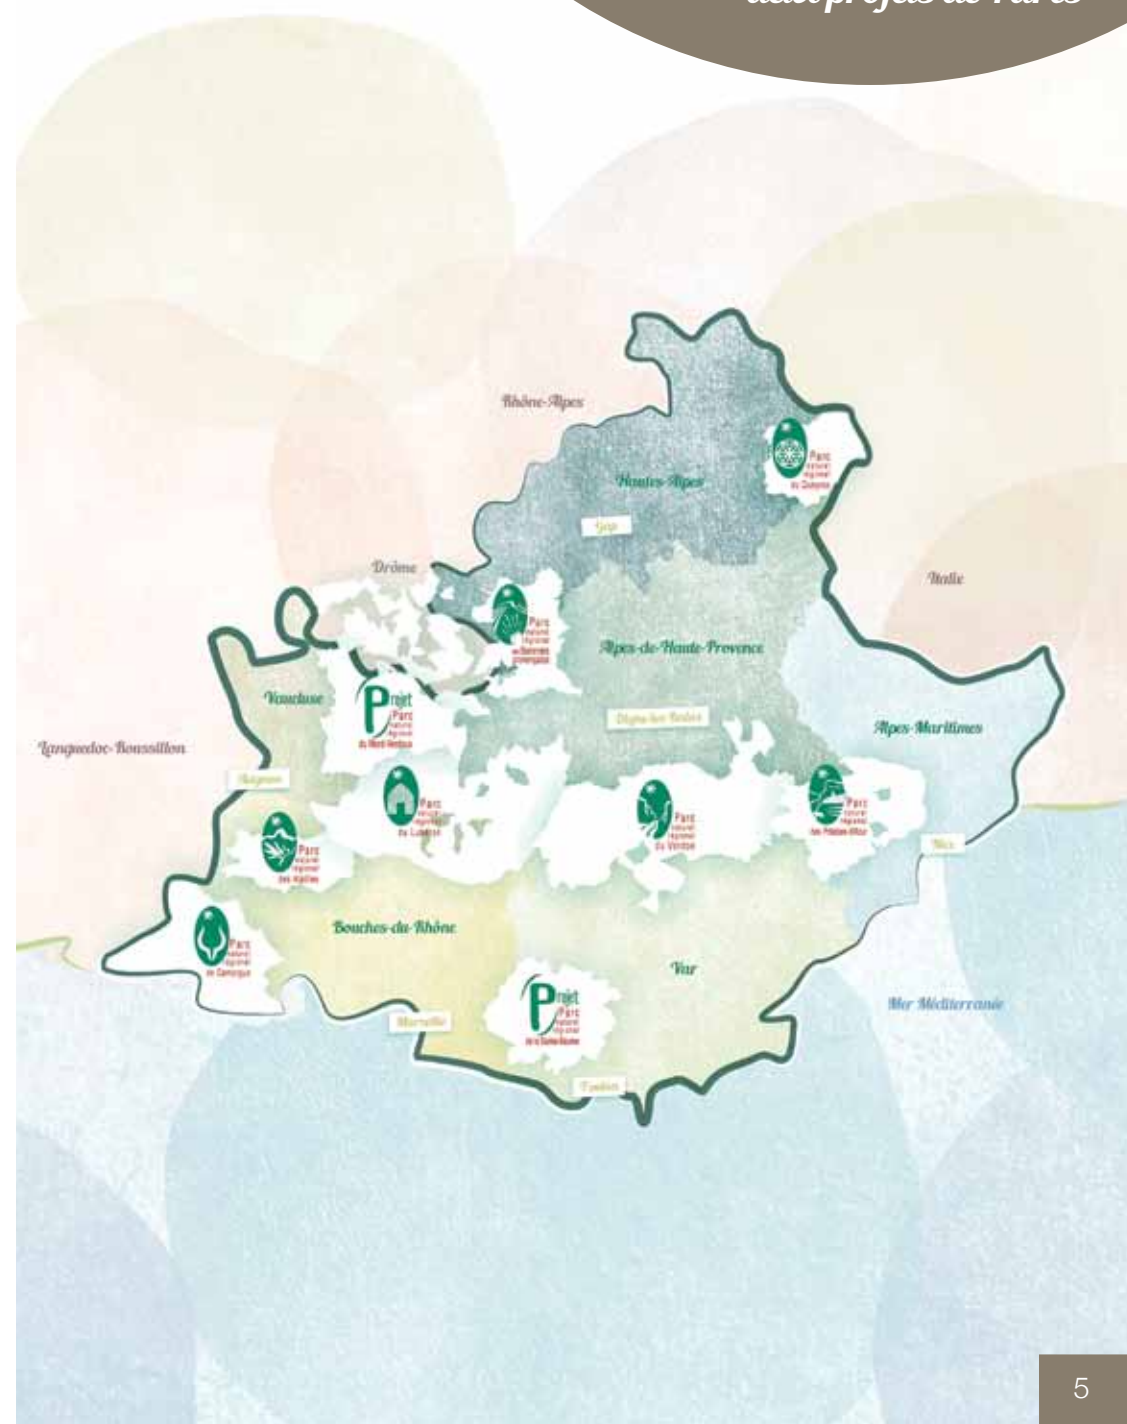 deux projets de Parcs
Rhône-Alpes
Parc
naturel
régional
du Queyras
Hautes-Alpes
Gap
Drôme
Italie
Parc
naturel
régional
des Baronnies
provençales
Alpes-de-Haute-Provence
Vaucluse
Projet
Parc
naturel
régional
du Mont-Ventoux
Digne-les-Bains
Alpes-Maritimes
Languedoc-Roussillon
Avignon
Parc
naturel
régional
du Luberon
Parc
naturel
régional
du Verdon
Parc
naturel
régional
des Préalpes d'Azur
Parc
naturel
régional
des Alpilles
Nice
Bouches-du-Rhône
Parc
naturel
régional
de Camargue
Var
Projet
Parc
naturel
régional
de la Sainte-Baume
Mer Méditerranée
Marseille
Toulon
5